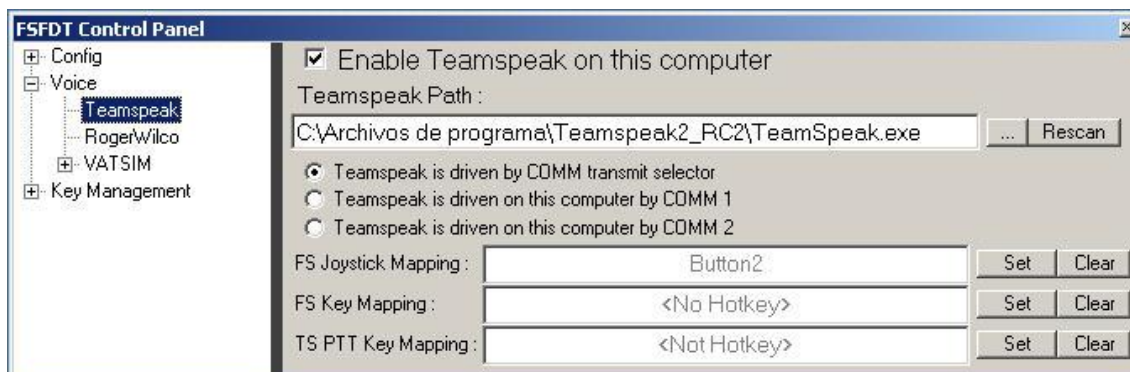 FSFDT Control Panel
Config
Voice
Teamspeak
RogerWilco
VATSIM
Key Management
Enable Teamspeak on this computer
Teamspeak Path :
C:\Archivos de programa\Teamspeak2_RC2\TeamSpeak.exe ... Rescan
Teamspeak is driven by COMM transmit selector
Teamspeak is driven on this computer by COMM 1
Teamspeak is driven on this computer by COMM 2
FS Joystick Mapping : Button2 Set Clear
FS Key Mapping : <No Hotkey> Set Clear
TS PTT Key Mapping : <Not Hotkey> Set Clear